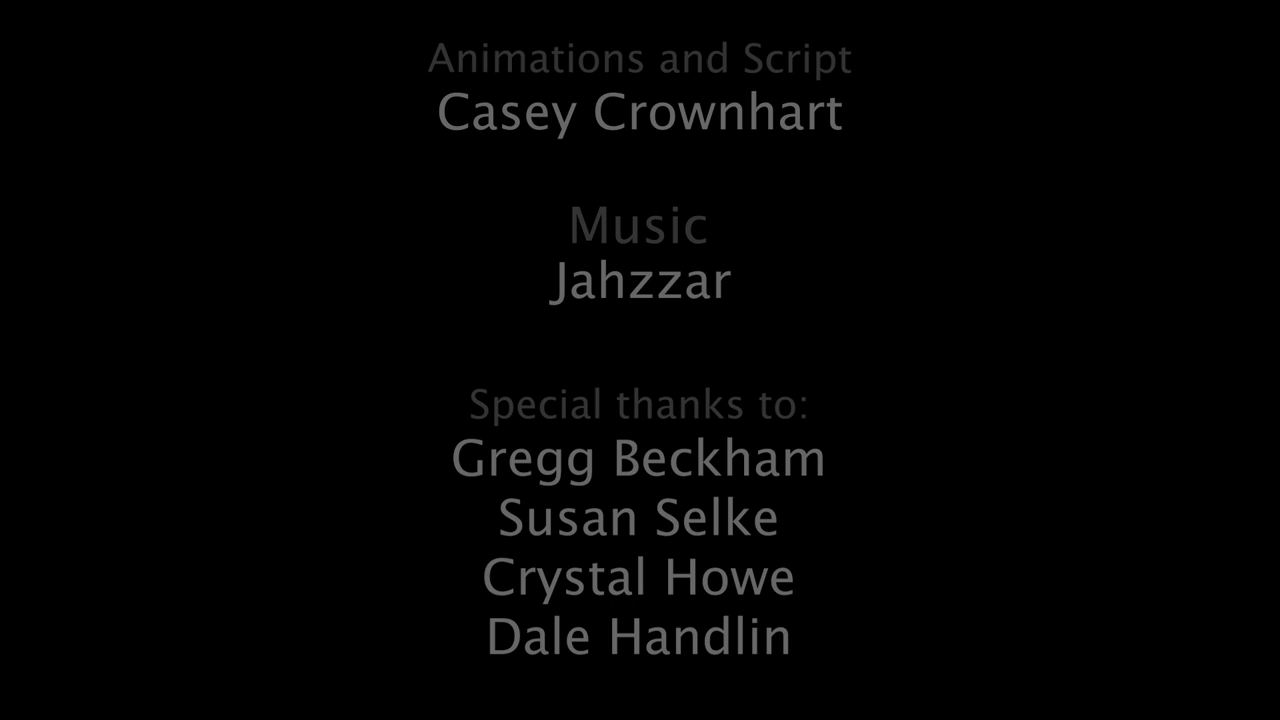 Animations and Script
Casey Crownhart
Music
Jahzzar
Special thanks to:
Gregg Beckham
Susan Selke
Crystal Howe
Dale Handlin